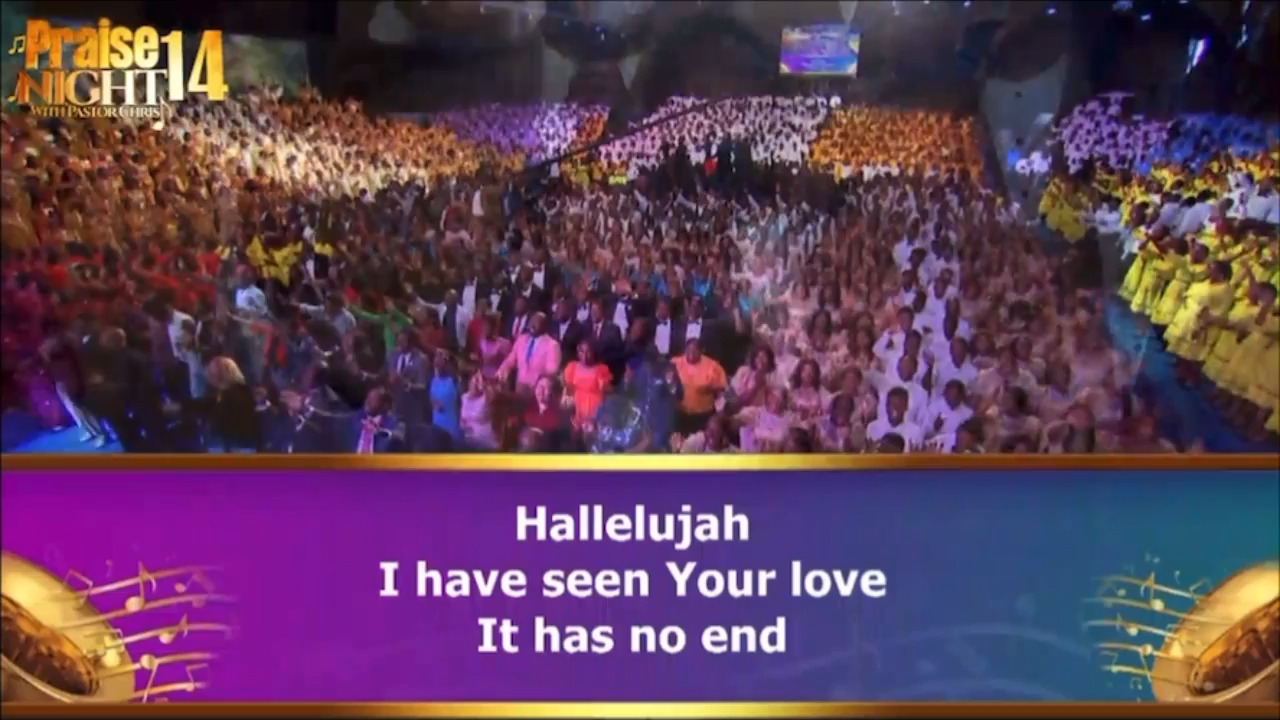 Praise
NIGHT 14
WITH PASTOR CHRIS
Hallelujah
I have seen Your love
It has no end